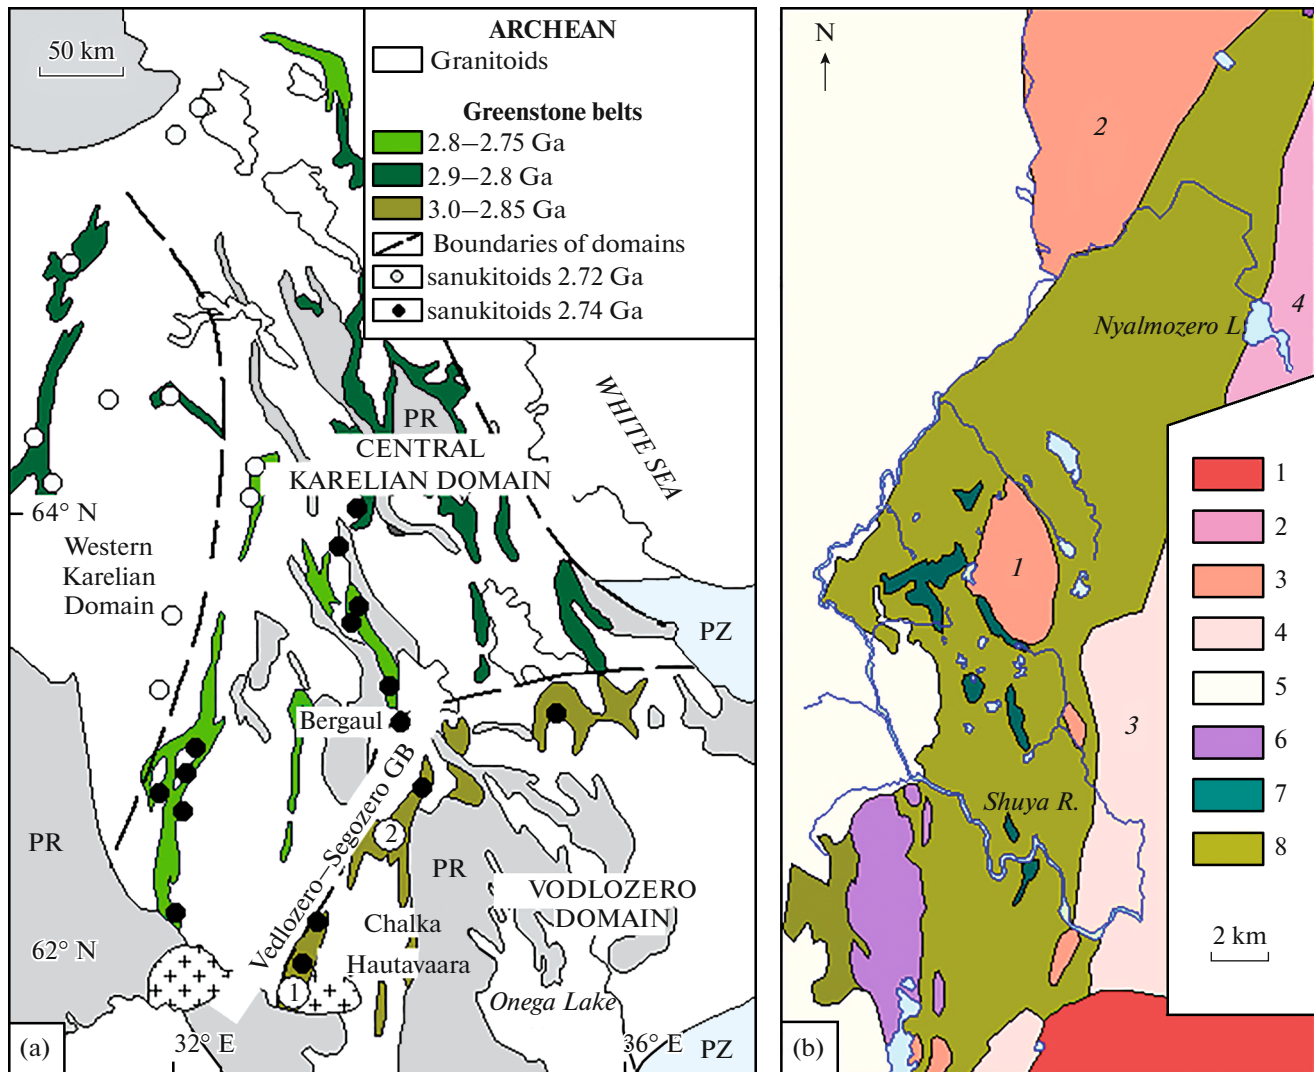 50 km
ARCHEAN
Granitoids
Greenstone belts
2.8–2.75 Ga
2.9–2.8 Ga
3.0–2.85 Ga
Boundaries of domains
sanukitoids 2.72 Ga
sanukitoids 2.74 Ga
PR
CENTRAL
KARELIAN DOMAIN
WHITE SEA
64° N
Western
Karelian
Domain
PZ
Bergaul
Vedlozero–Segozero GB
PR
2
PR
VODLOZERO
DOMAIN
Chalka
62° N
Hautavaara
1
Onega Lake
(a)
32° E
36° E
PZ
N
2
4
Nyalmozero L
1
3
Shuya R.
1
2
3
4
5
6
7
8
2 km
(b)